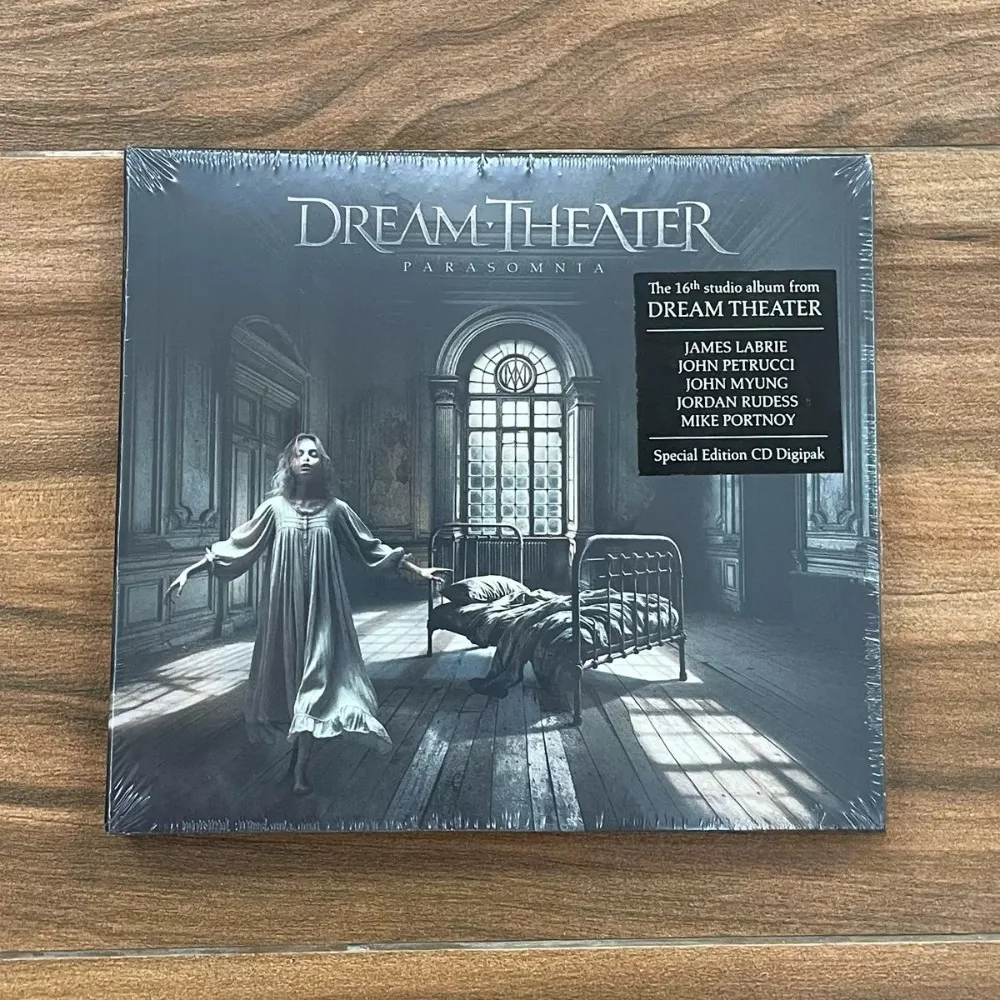 DREAM THEATER
PARASOMNIA
The 16th studio album from
DREAM THEATER
JAMES LABRIE
JOHN PETRUCCI
JOHN MYUNG
JORDAN RUDESS
MIKE PORTNOY
Special Edition CD Digipak